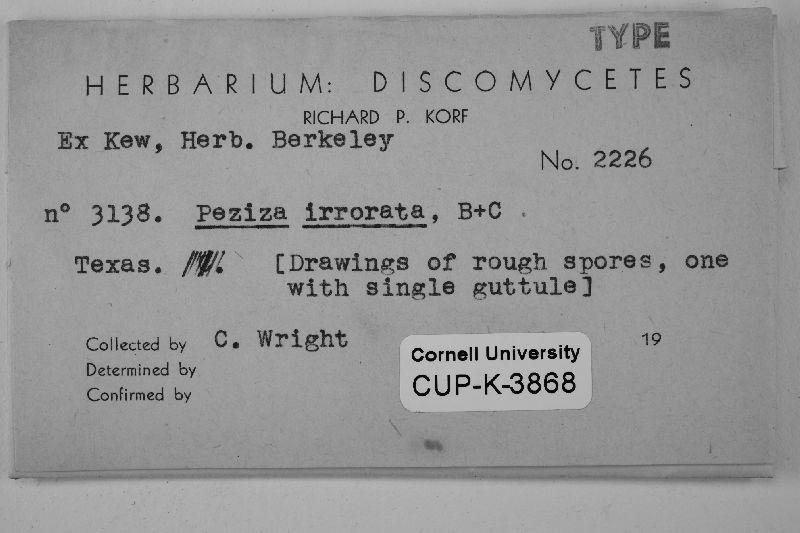 TYPE
HERBARIUM: DISCOMYCETES
RICHARD P. KORF
Ex Kew, Herb. Berkeley
No. 2226
n° 3138. Peziza irrorata, B+C .
Texas. [Drawings of rough spores, one
with single guttule]
Collected by C. Wright 19
Determined by
Confirmed by
Cornell University
CUP-K-3868